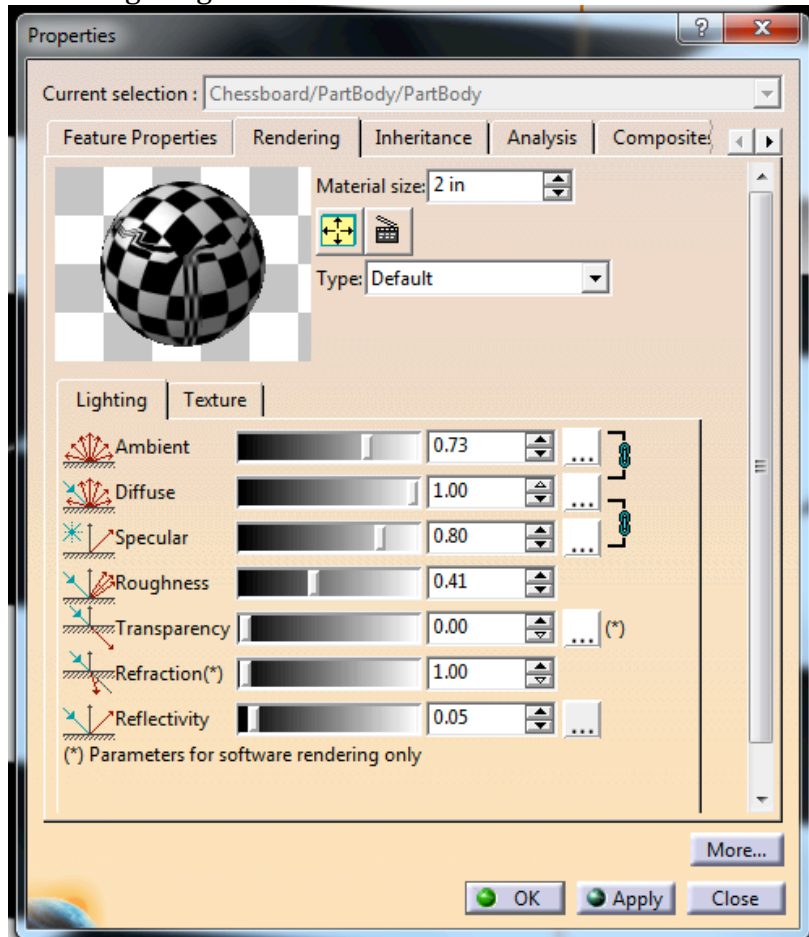 Properties
Current selection : Chessboard/PartBody/PartBody
Feature Properties Rendering Inheritance Analysis
Material size: 2 in
Type: Default
Lighting Texture
Ambient 0.73 ...
Diffuse 1.00 ...
Specular 0.80 ...
Roughness 0.41
Transparency 0.00 ... (*)
Refraction(*) 1.00
Reflectivity 0.05 ...
(*) Parameters for software rendering only
More...
OK Apply Close